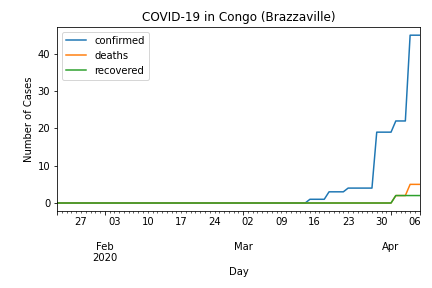 COVID-19 in Congo (Brazzaville)
confirmed
deaths
recovered
Number of Cases
40
30
20
10
0
27 03 10 17 24 02 09 16 23 30 06
Feb Mar Apr
2020
Day